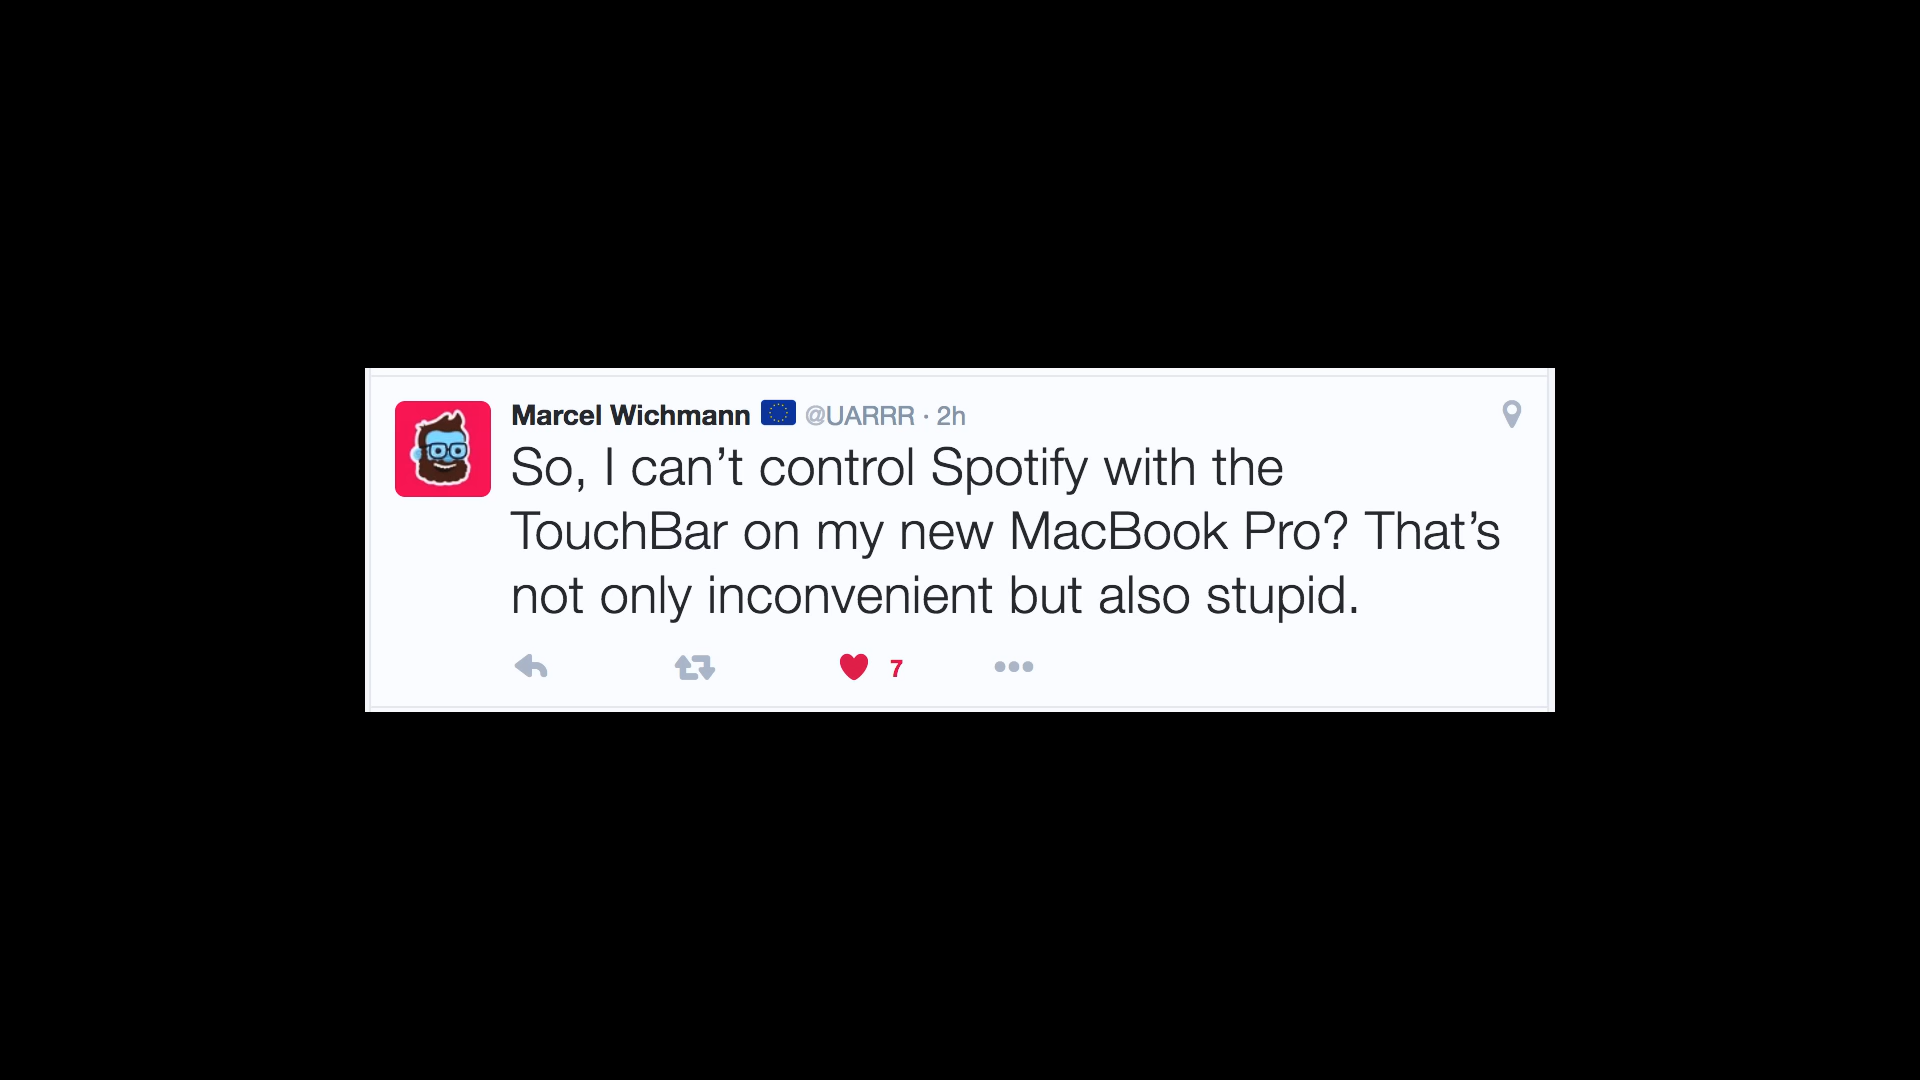 Marcel Wichmann 🇪🇺 @UARRR · 2h
So, I can’t control Spotify with the
TouchBar on my new MacBook Pro? That’s
not only inconvenient but also stupid.
7